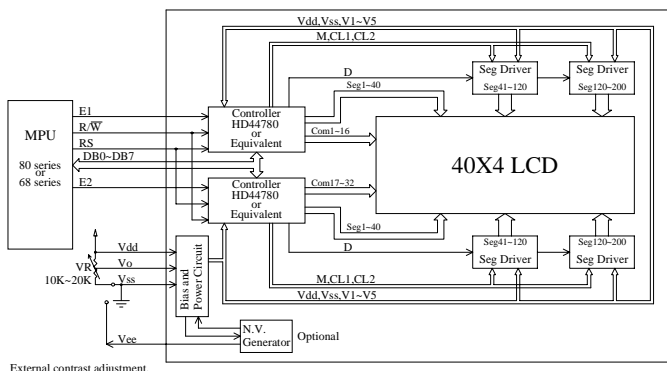 Vdd,Vss,V1~V5
M,CL1,CL2
D
Seg Driver
Seg41~120
Seg Driver
Seg120~200
Seg1~40
Controller
HD44780
or
Equivalent
Com1~16
MPU
80 series
or
68 series
E1
R/W
RS
DB0~DB7
E2
40X4 LCD
Controller
HD44780
or
Equivalent
Com17~32
Seg1~40
D
Seg41~120
Seg Driver
Seg120~200
Seg Driver
M,CL1,CL2
Vdd,Vss,V1~V5
Vdd
VR
Vo
10K~20K
Vss
Bias and
Power Circuit
Vee
N.V.
Generator
Optional
External contrast adjustment